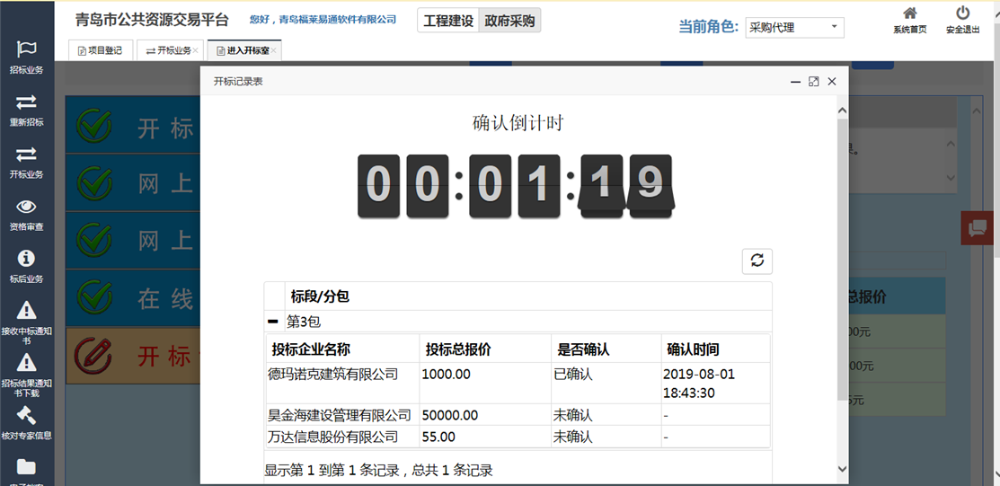 青岛市公共资源交易平台
您好，青岛福莱易通软件有限公司
工程建设
政府采购
当前角色:
采购代理
系统首页
安全退出
项目登记
开标业务
进入开标室
招标业务
重新招标
开标业务
资格审查
标后业务
接收中标通知
书
招标结果通知
书下载
核对专家信息
开标
网上
网上
在线
开标
开标记录表
确认倒计时
00:01:19
标段/分包
第3包
投标企业名称 投标总报价 是否确认 确认时间
德玛诺克建筑有限公司 1000.00 已确认 2019-08-01
18:43:30
昊金海建设管理有限公司 50000.00 未确认 -
万达信息股份有限公司 55.00 未确认 -
显示第 1 到第 1 条记录，总共 1 条记录
总报价
00元
00元
元